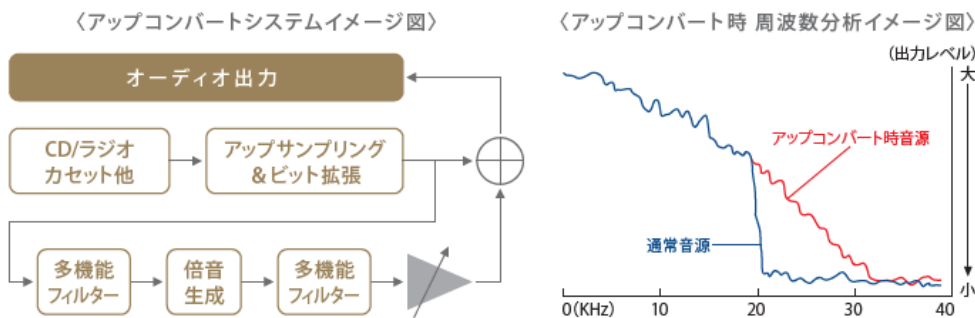 〈アップコンバートシステムイメージ図〉
オーディオ出力
CD/ラジオ
カセット他
アップサンプリング
&ビット拡張
多機能
フィルター
倍音
生成
多機能
フィルター
〈アップコンバート時 周波数分析イメージ図〉
(出力レベル)
大
アップコンバート時音源
通常音源
小
0(KHz) 10 20 30 40